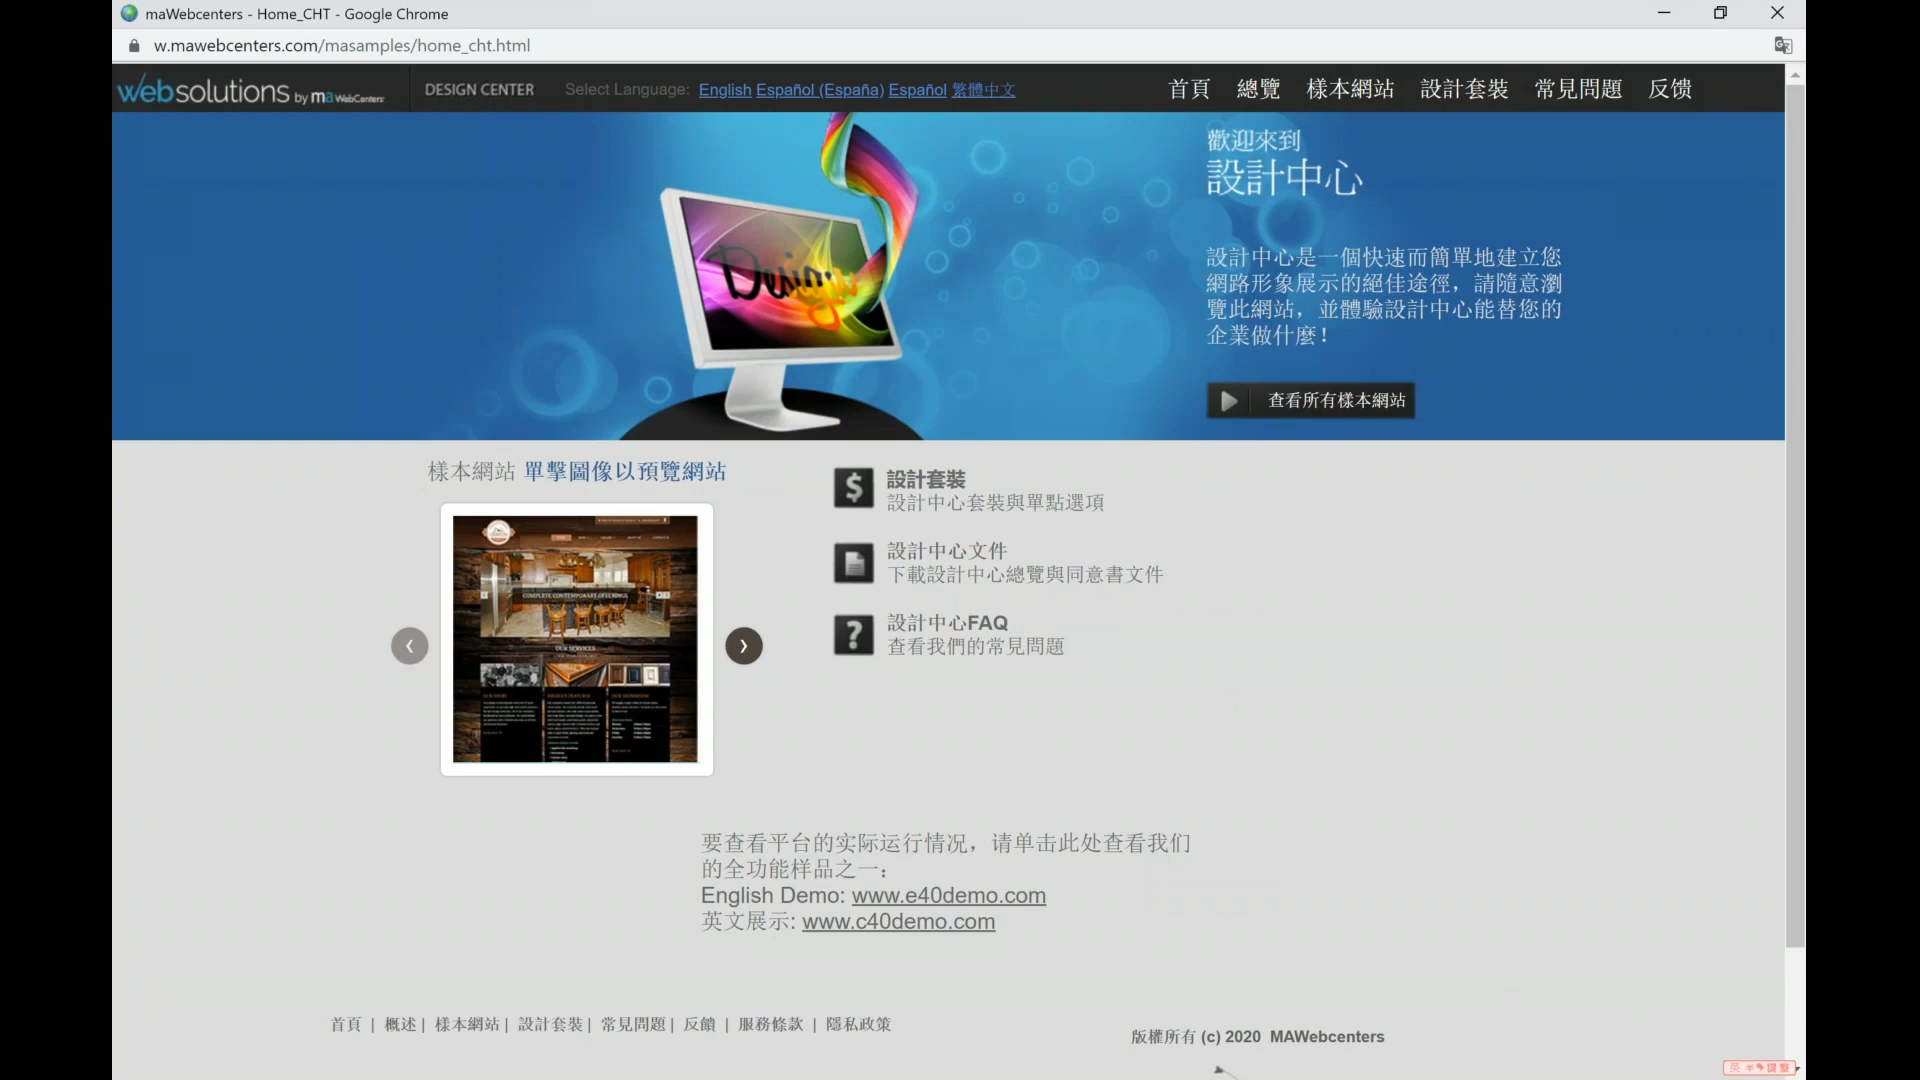 maWebcenters - Home_CHT - Google Chrome
w.mawebcenters.com/masamples/home_cht.html
websolutions by ma WebCenters
DESIGN CENTER
Select Language: English Español (España) Español 繁體中文
首頁 總覽 樣本網站 設計套裝 常見問題 反馈
歡迎來到
設計中心
設計中心是一個快速而簡單地建立您
網路形象展示的絕佳途徑，請隨意瀏
覽此網站，並體驗設計中心能替您的
企業做什麼！
查看所有樣本網站
Design
樣本網站 單擊圖像以預覽網站
COMPLETE CONTEMPORARY OFFERINGS
OUR SERVICES
設計套裝
設計中心套裝與單點選項
設計中心文件
下載設計中心總覽與同意書文件
設計中心FAQ
查看我們的常見問題
要查看平台的实际运行情况，请单击此处查看我们
的全功能样品之一：
English Demo: www.e40demo.com
英文展示: www.c40demo.com
首頁 | 概述 | 樣本網站 | 設計套裝 | 常見問題 | 反饋 | 服務條款 | 隱私政策
版權所有 (c) 2020 MAWebcenters